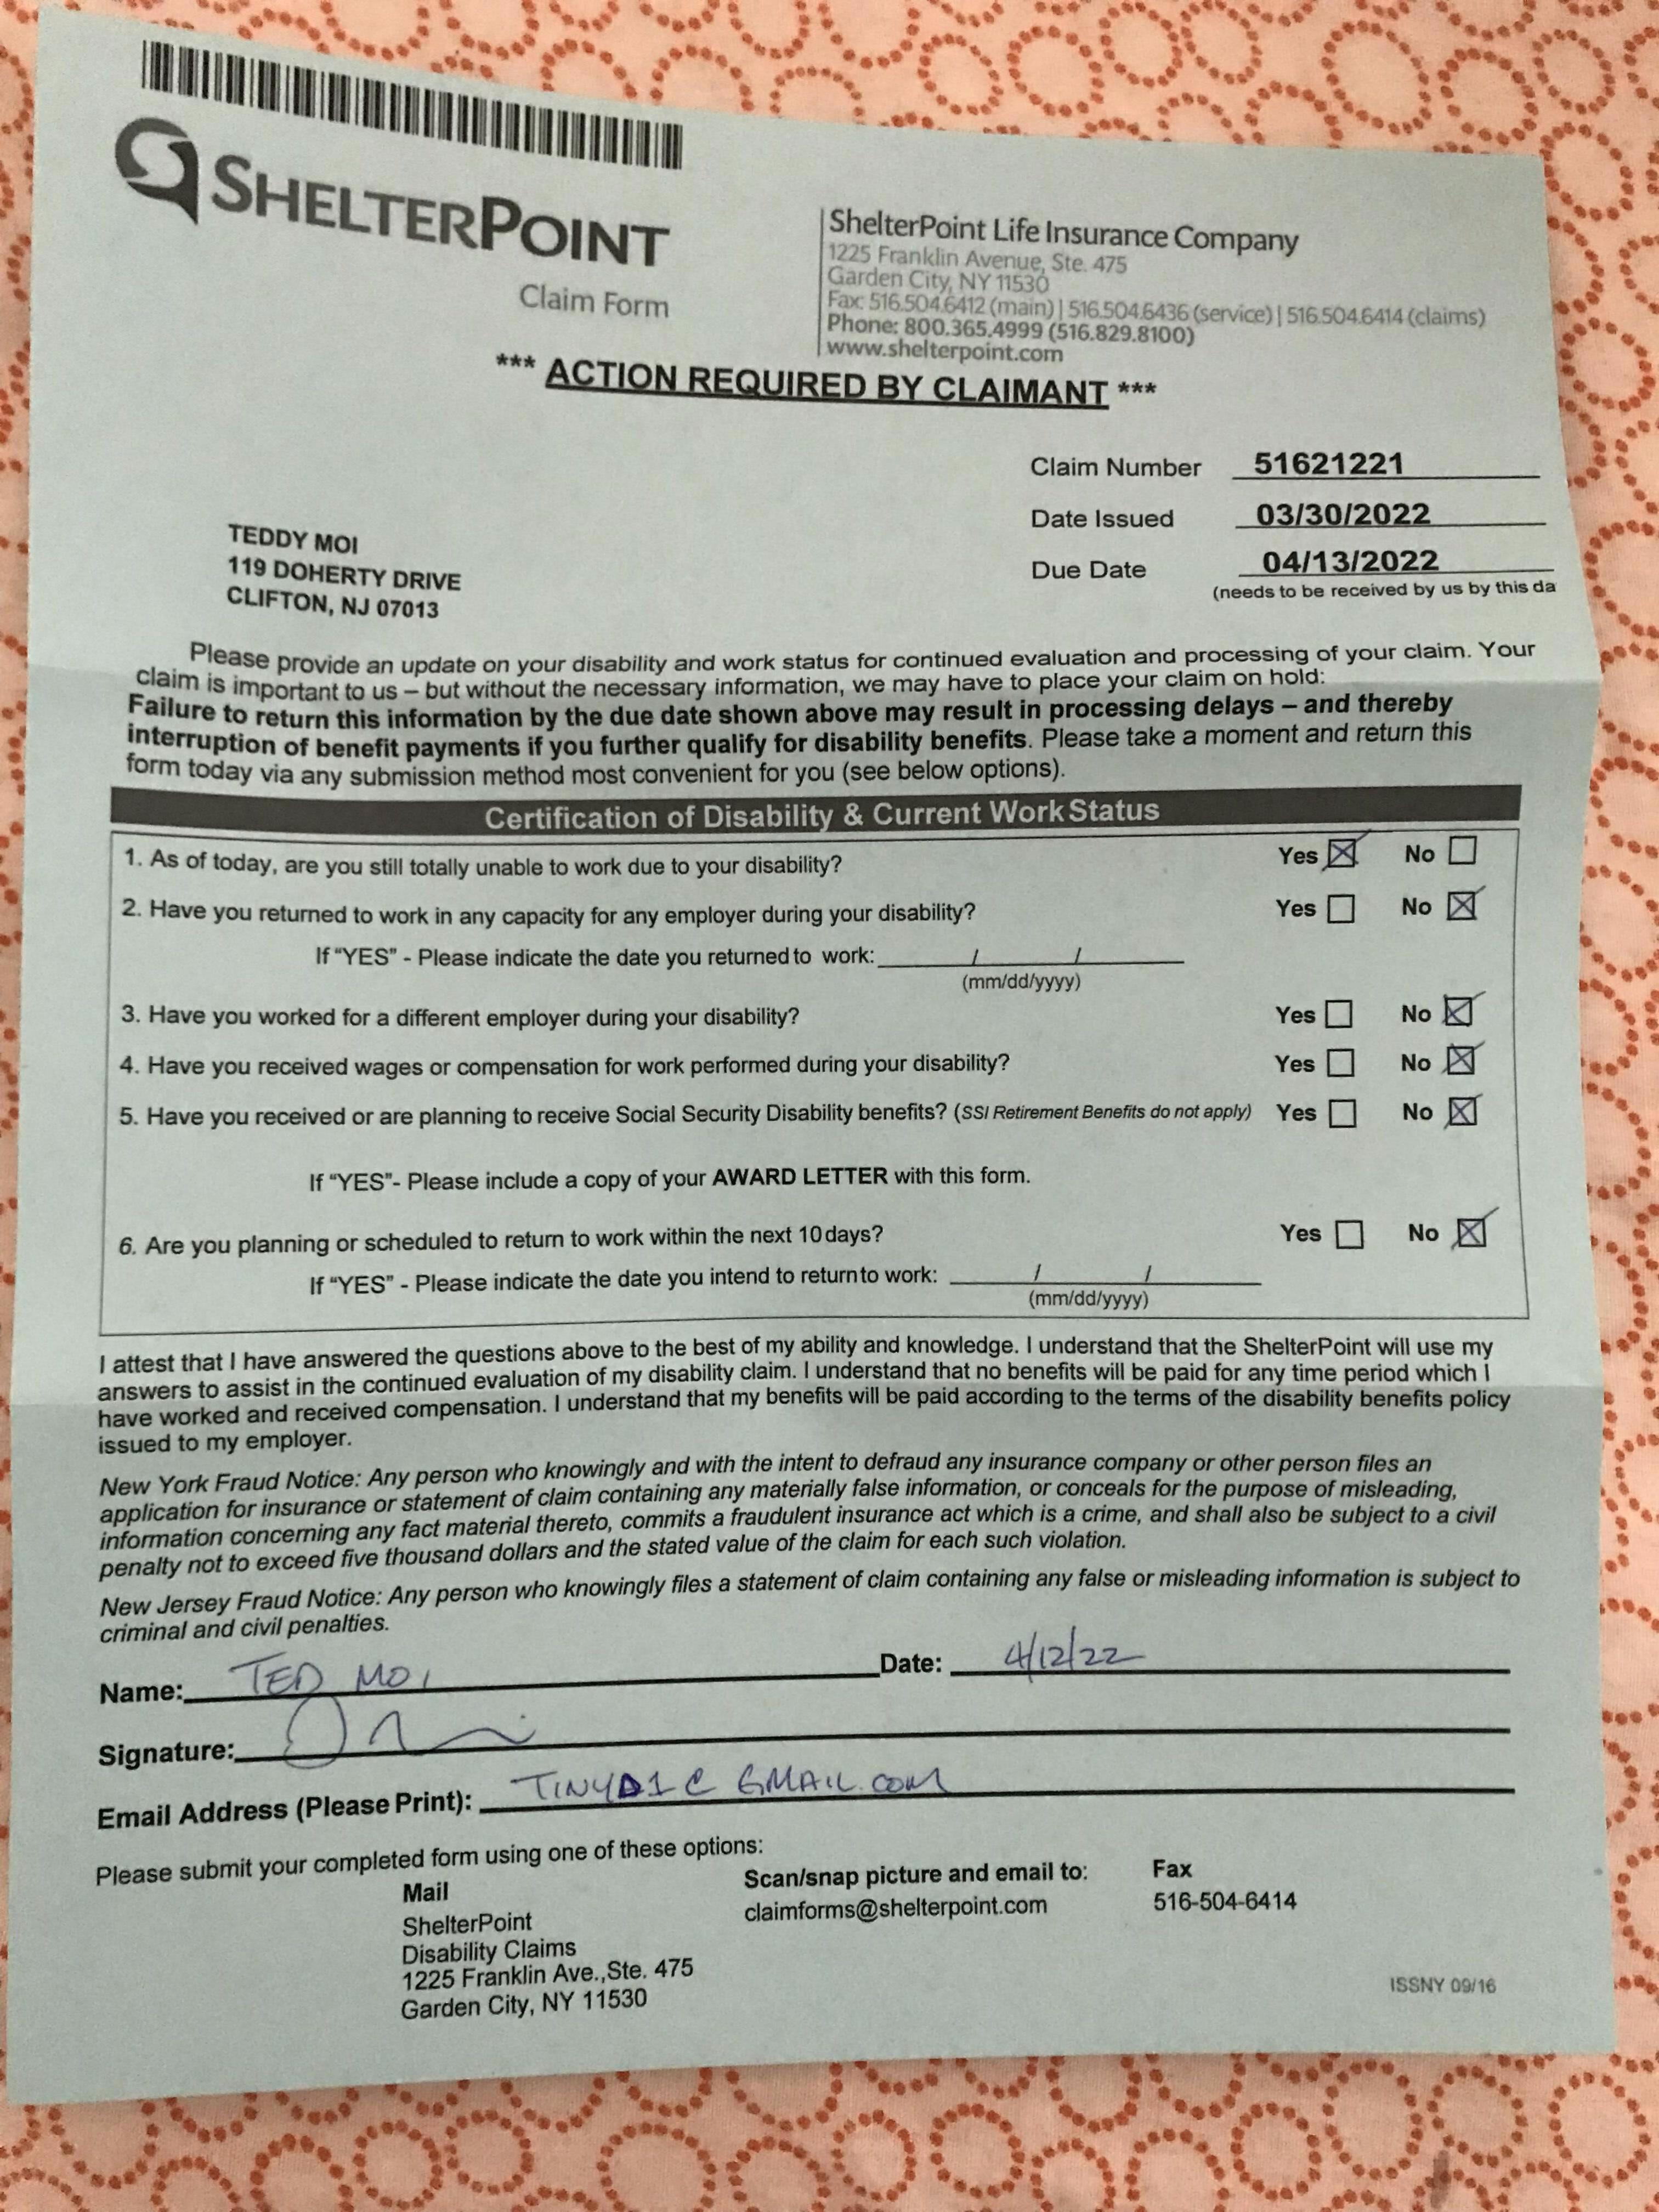 SHELTERPOINT
Claim Form
ShelterPoint Life Insurance Company
1225 Franklin Avenue, Ste. 475
Garden City, NY 11530
Fax: 516.504.6412 (main) | 516.504.6436 (service) | 516.504.6414 (claims)
Phone: 800.365.4999 (516.829.8100)
www.shelterpoint.com
*** ACTION REQUIRED BY CLAIMANT ***
Claim Number 51621221
Date Issued 03/30/2022
Due Date 04/13/2022
(needs to be received by us by this da
TEDDY MOI
119 DOHERTY DRIVE
CLIFTON, NJ 07013
Please provide an update on your disability and work status for continued evaluation and processing of your claim. Your
claim is important to us – but without the necessary information, we may have to place your claim on hold:
Failure to return this information by the due date shown above may result in processing delays – and thereby
interruption of benefit payments if you further qualify for disability benefits. Please take a moment and return this
form today via any submission method most convenient for you (see below options).
Certification of Disability & Current Work Status
1. As of today, are you still totally unable to work due to your disability? Yes ☒ No ☐
2. Have you returned to work in any capacity for any employer during your disability? Yes ☐ No ☒
If "YES" - Please indicate the date you returned to work: / /
(mm/dd/yyyy)
3. Have you worked for a different employer during your disability? Yes ☐ No ☒
4. Have you received wages or compensation for work performed during your disability? Yes ☐ No ☒
5. Have you received or are planning to receive Social Security Disability benefits? (SSI Retirement Benefits do not apply) Yes ☐ No ☒
If "YES"- Please include a copy of your AWARD LETTER with this form.
6. Are you planning or scheduled to return to work within the next 10 days? Yes ☐ No ☒
If "YES" - Please indicate the date you intend to return to work: / /
(mm/dd/yyyy)
I attest that I have answered the questions above to the best of my ability and knowledge. I understand that the ShelterPoint will use my
answers to assist in the continued evaluation of my disability claim. I understand that no benefits will be paid for any time period which I
have worked and received compensation. I understand that my benefits will be paid according to the terms of the disability benefits policy
issued to my employer.
New York Fraud Notice: Any person who knowingly and with the intent to defraud any insurance company or other person files an
application for insurance or statement of claim containing any materially false information, or conceals for the purpose of misleading,
information concerning any fact material thereto, commits a fraudulent insurance act which is a crime, and shall also be subject to a civil
penalty not to exceed five thousand dollars and the stated value of the claim for each such violation.
New Jersey Fraud Notice: Any person who knowingly files a statement of claim containing any false or misleading information is subject to
criminal and civil penalties.
Name: TED MOI Date: 4/12/22
Signature:
Email Address (Please Print): GMAIL.COM
Please submit your completed form using one of these options:
Mail
ShelterPoint
Disability Claims
1225 Franklin Ave.,Ste. 475
Garden City, NY 11530
Scan/snap picture and email to:
claimforms@shelterpoint.com
Fax
516-504-6414
ISSNY 09/16